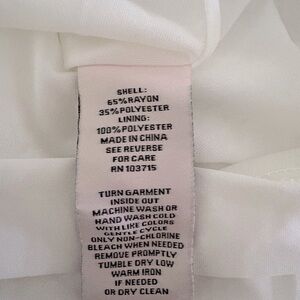 SHELL:
65%RAYON
35%POLYESTER
LINING:
100%POLYESTER
MADE IN CHINA
SEE REVERSE
FOR CARE
RN 103715
TURN GARMENT
INSIDE OUT
MACHINE WASH OR
HAND WASH COLD
WITH LIKE COLORS
GENTLE CYCLE
ONLY NON-CHLORINE
BLEACH WHEN NEEDED
REMOVE PROMPTLY
TUMBLE DRY LOW
WARM IRON
IF NEEDED
OR DRY CLEAN